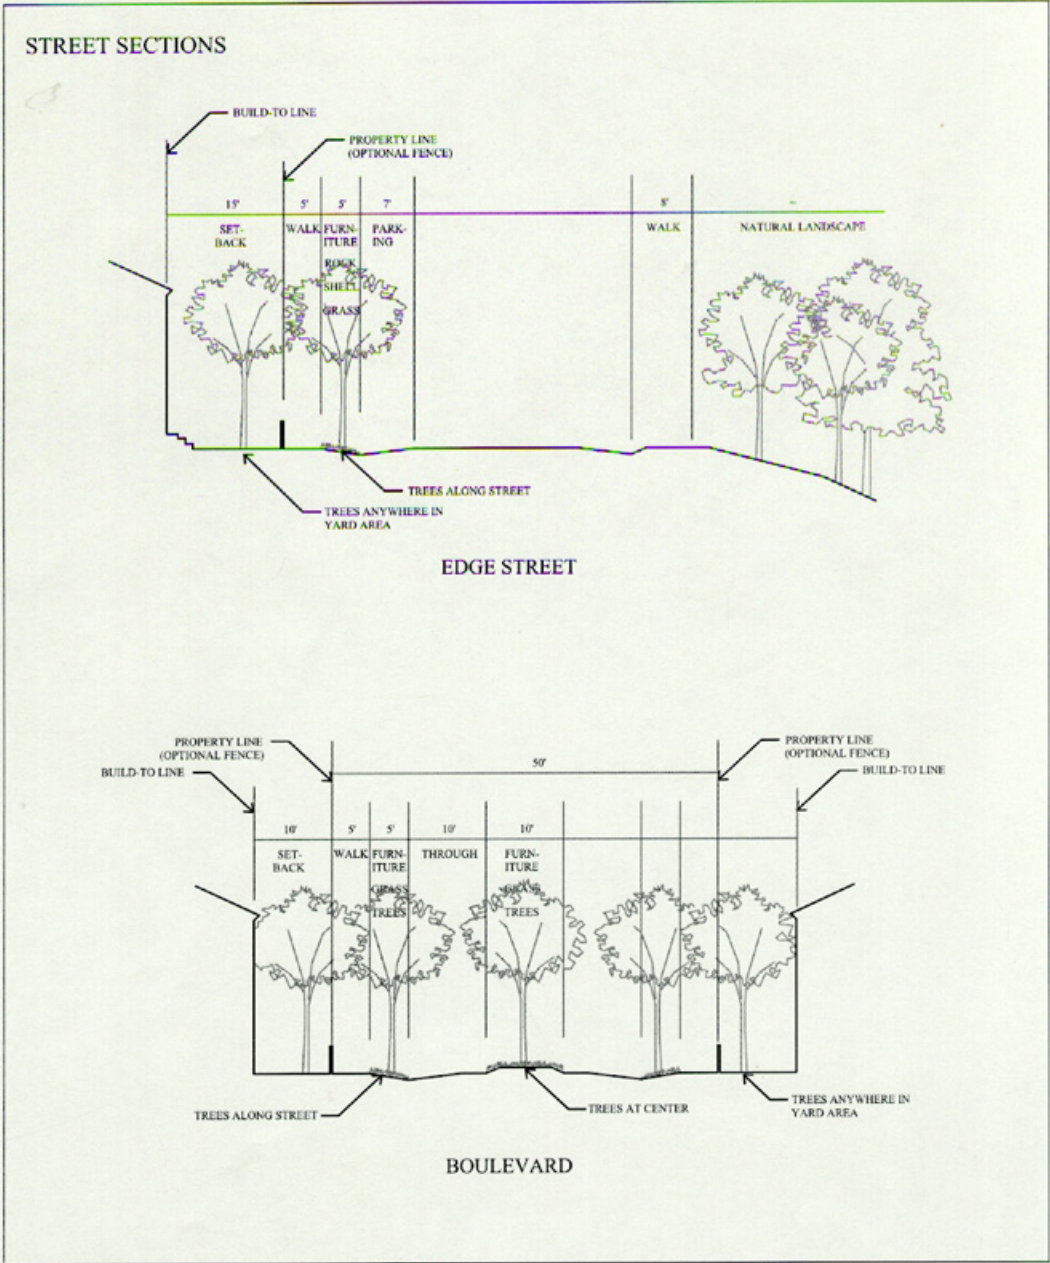 STREET SECTIONS
BUILD-TO LINE
PROPERTY LINE
(OPTIONAL FENCE)
15' 5' 5' 7' 8'
SET-
BACK
WALK
FURN-
ITURE
PARK-
ING
WALK
NATURAL LANDSCAPE
ROCK
SHELL
GRASS
TREES ALONG STREET
TREES ANYWHERE IN
YARD AREA
EDGE STREET
PROPERTY LINE
(OPTIONAL FENCE)
BUILD-TO LINE
50'
PROPERTY LINE
(OPTIONAL FENCE)
BUILD-TO LINE
10' 5' 5' 10' 10'
SET-
BACK
WALK
FURN-
ITURE
THROUGH
FURN-
ITURE
GRASS
TREES
GRASS
TREES
TREES ALONG STREET
TREES AT CENTER
TREES ANYWHERE IN
YARD AREA
BOULEVARD